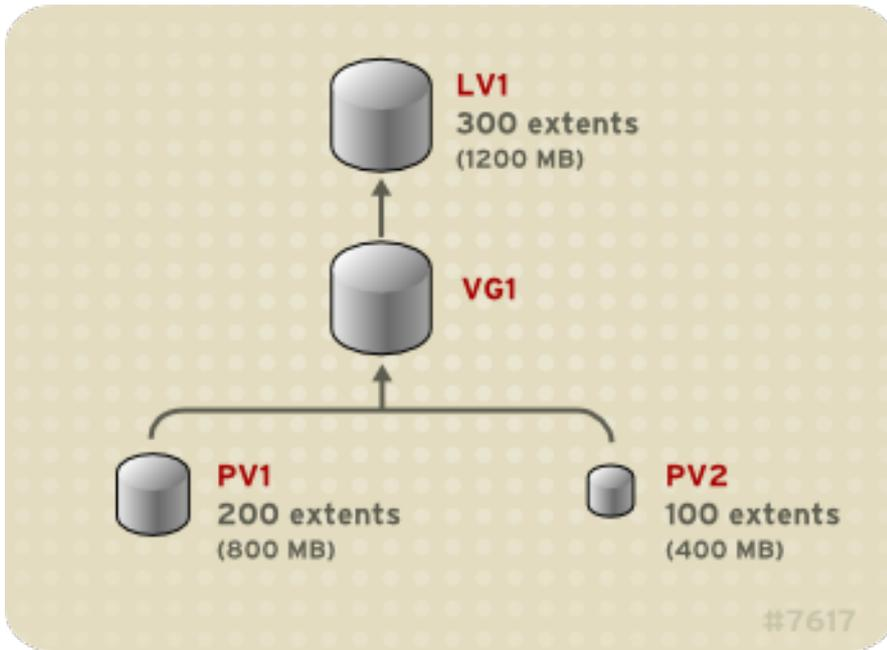 LV1
300 extents
(1200 MB)
VG1
PV1
200 extents
(800 MB)
PV2
100 extents
(400 MB)
#7617